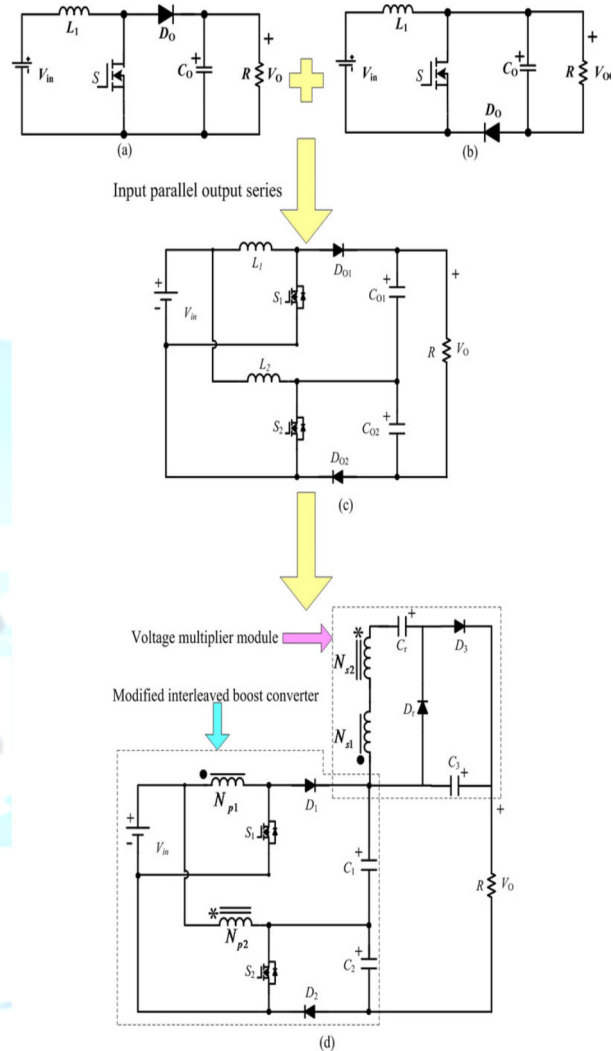 L1
DO
+
Vin
S
CO
+
R
VO
(a)
L1
Vin
S
CO
+
+
R
DO
(b)
Input parallel output series
L1
DO1
+
-
Vin
S1
CO1
+
+
L2
R
VO
S2
CO2
+
DO2
(c)
Voltage multiplier module
Modified interleaved boost converter
*
Ns2
Cr
+
D3
Dr
Ns1
C3
+
Np1
D1
+
-
Vin
S1
C1
+
+
R
VO
*
Np2
S2
C2
+
D2
(d)